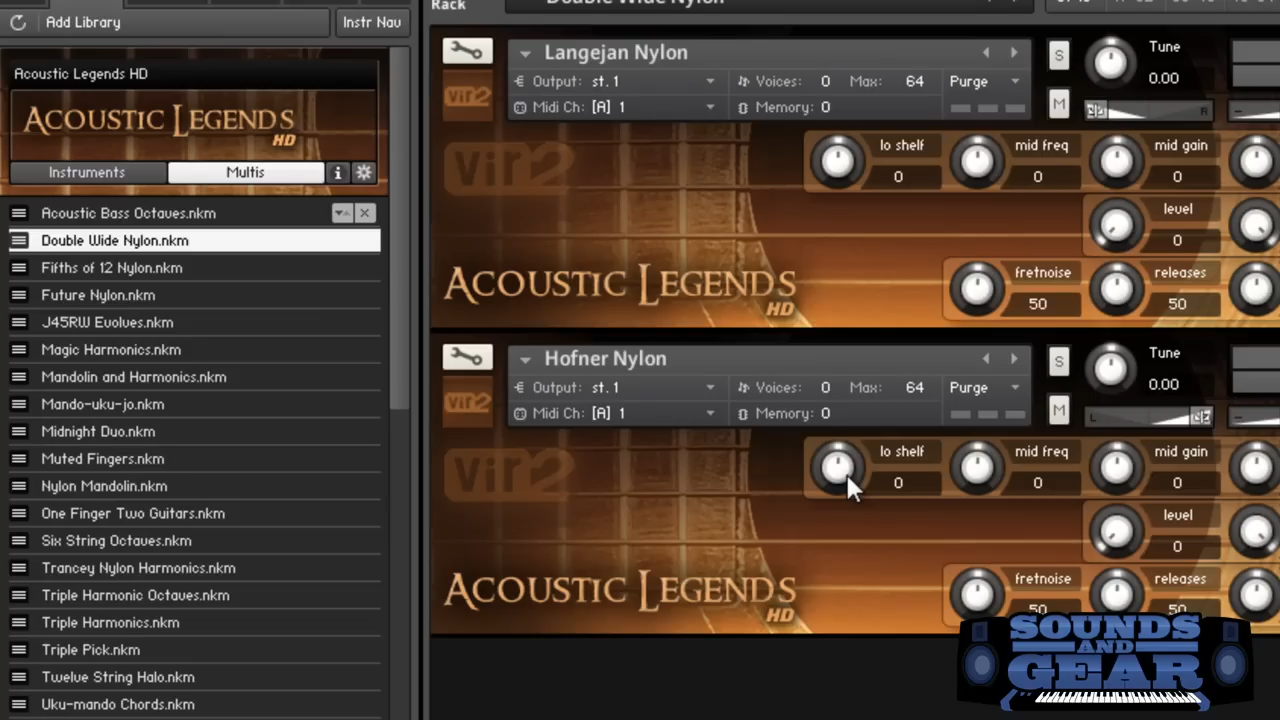 Rack
Double Wide Nylon
Add Library
Instr Nav
Acoustic Legends HD
ACOUSTIC LEGENDS
HD
Instruments
Multis
i
Acoustic Bass Octaves.nkm
Double Wide Nylon.nkm
Fifths of 12 Nylon.nkm
Future Nylon.nkm
J45RW Evolves.nkm
Magic Harmonics.nkm
Mandolin and Harmonics.nkm
Mando-uku-jo.nkm
Midnight Duo.nkm
Muted Fingers.nkm
Nylon Mandolin.nkm
One Finger Two Guitars.nkm
Six String Octaves.nkm
Trancey Nylon Harmonics.nkm
Triple Harmonic Octaves.nkm
Triple Harmonics.nkm
Triple Pick.nkm
Twelve String Halo.nkm
Uku-mando Chords.nkm
Langejan Nylon
Output: st.1
Voices: 0 Max: 64
Purge
Midi Ch: [A] 1
Memory: 0
vir2
S
M
Tune
0.00
R
Vir2
lo shelf
0
mid freq
0
mid gain
0
level
0
ACOUSTIC LEGENDS
HD
fretnoise
50
releases
50
Hofner Nylon
Output: st.1
Voices: 0 Max: 64
Purge
Midi Ch: [A] 1
Memory: 0
vir2
S
M
Tune
0.00
L
Vir2
lo shelf
0
mid freq
0
mid gain
0
level
0
ACOUSTIC LEGENDS
HD
fretnoise
50
releases
50
SOUNDS
AND
GEAR